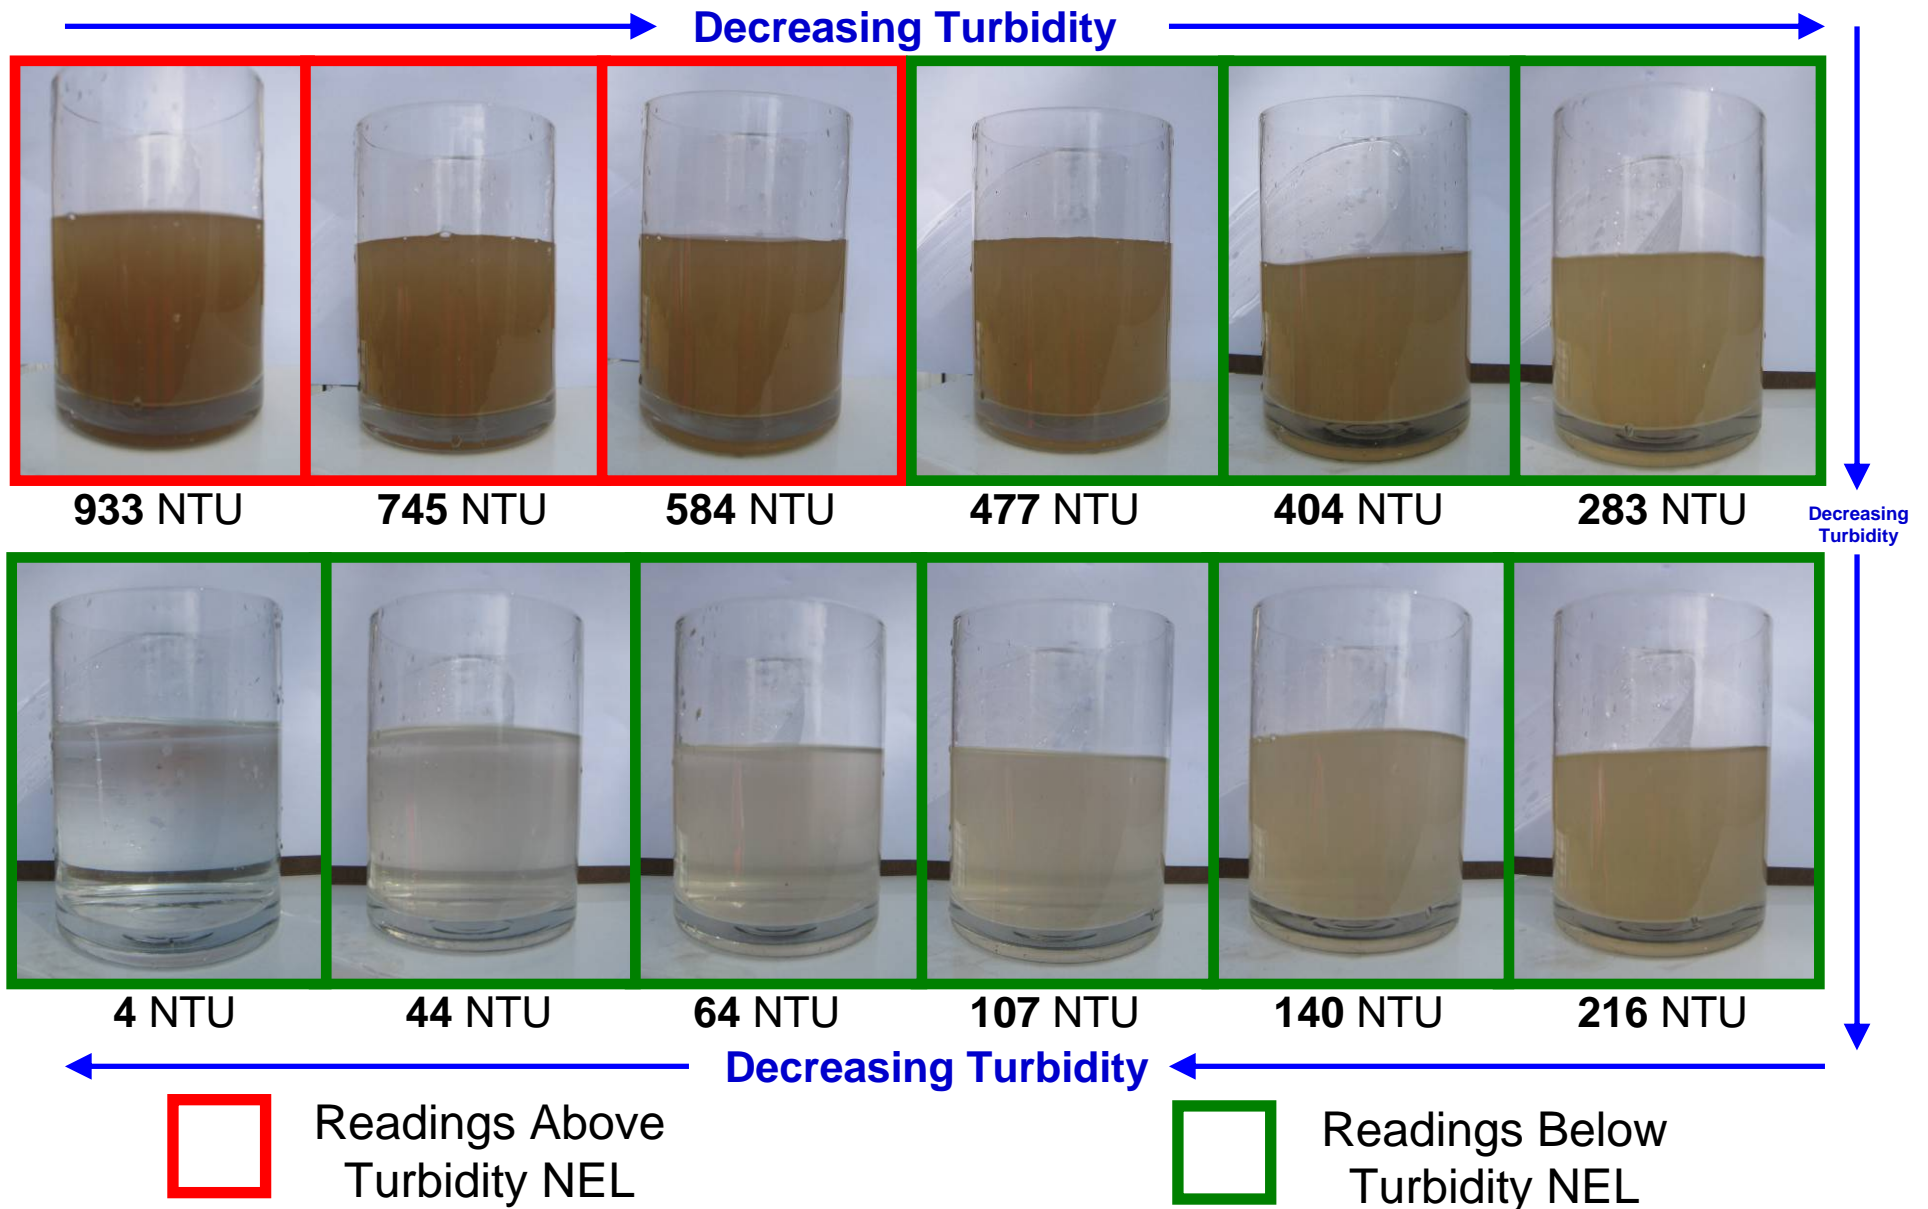 Decreasing Turbidity
933 NTU
745 NTU
584 NTU
477 NTU
404 NTU
283 NTU
Decreasing
Turbidity
4 NTU
44 NTU
64 NTU
107 NTU
140 NTU
216 NTU
Decreasing Turbidity
Readings Above
Turbidity NEL
Readings Below
Turbidity NEL